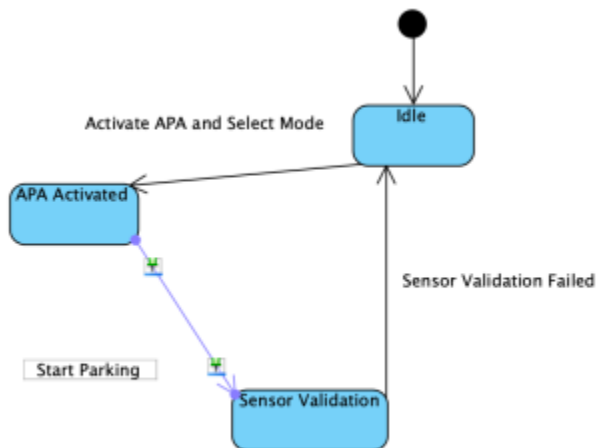 Idle
Activate APA and Select Mode
APA Activated
Sensor Validation Failed
Start Parking
Sensor Validation